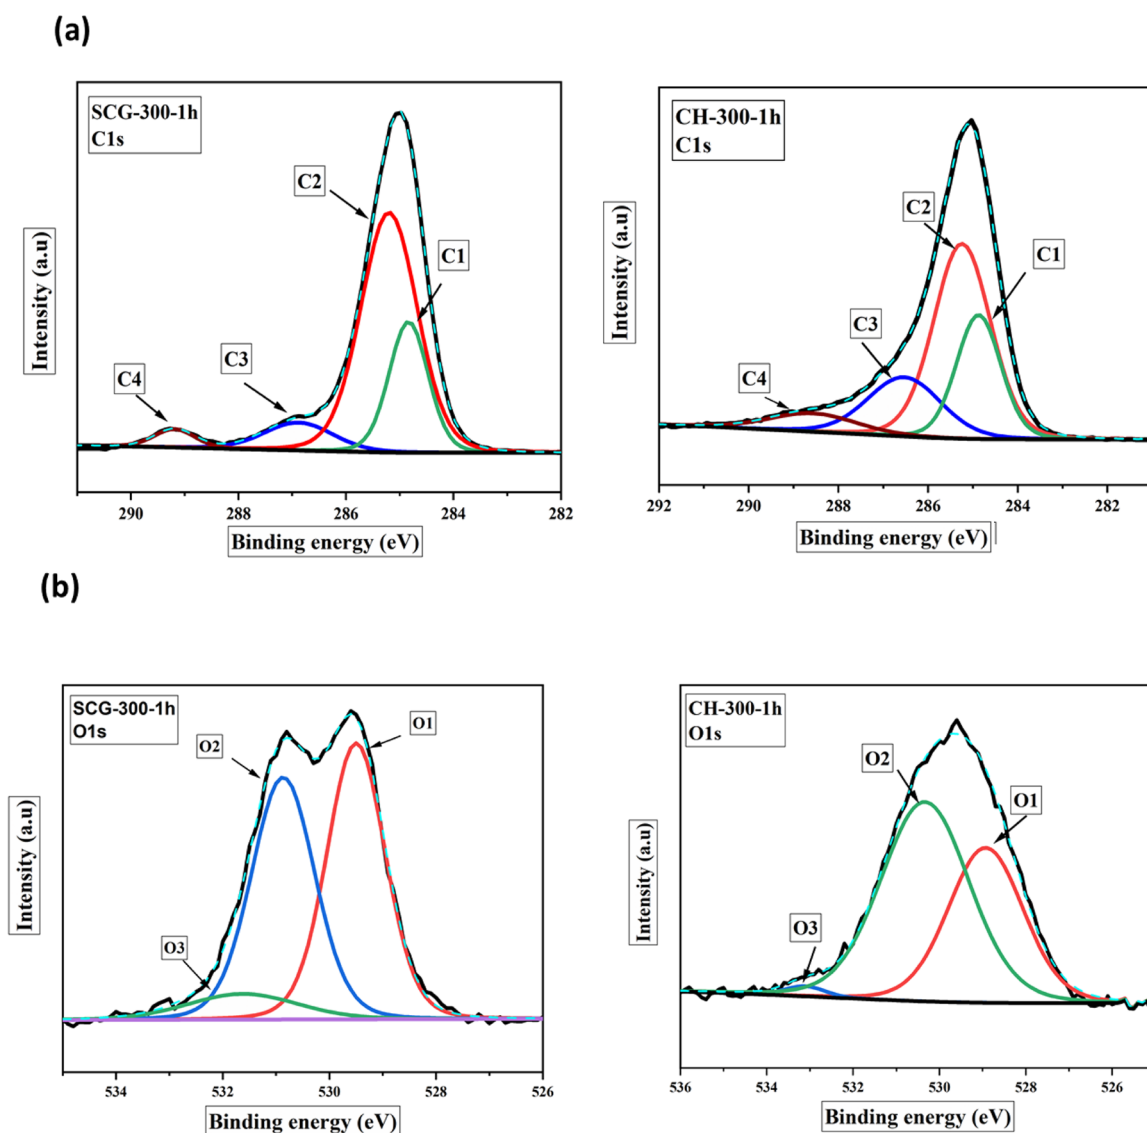 (a)
SCG-300-1h
C1s
C2
C1
C3
C4
Intensity (a.u)
290
288
286
284
282
Binding energy (eV)
CH-300-1h
C1s
C2
C1
C3
C4
Intensity (a.u)
292
290
288
286
284
282
Binding energy (eV)
(b)
SCG-300-1h
O1s
O2
O1
O3
Intensity (a.u)
534
532
530
528
526
Binding energy (eV)
CH-300-1h
O1s
O2
O1
O3
Intensity (a.u)
536
534
532
530
528
526
Binding energy (eV)